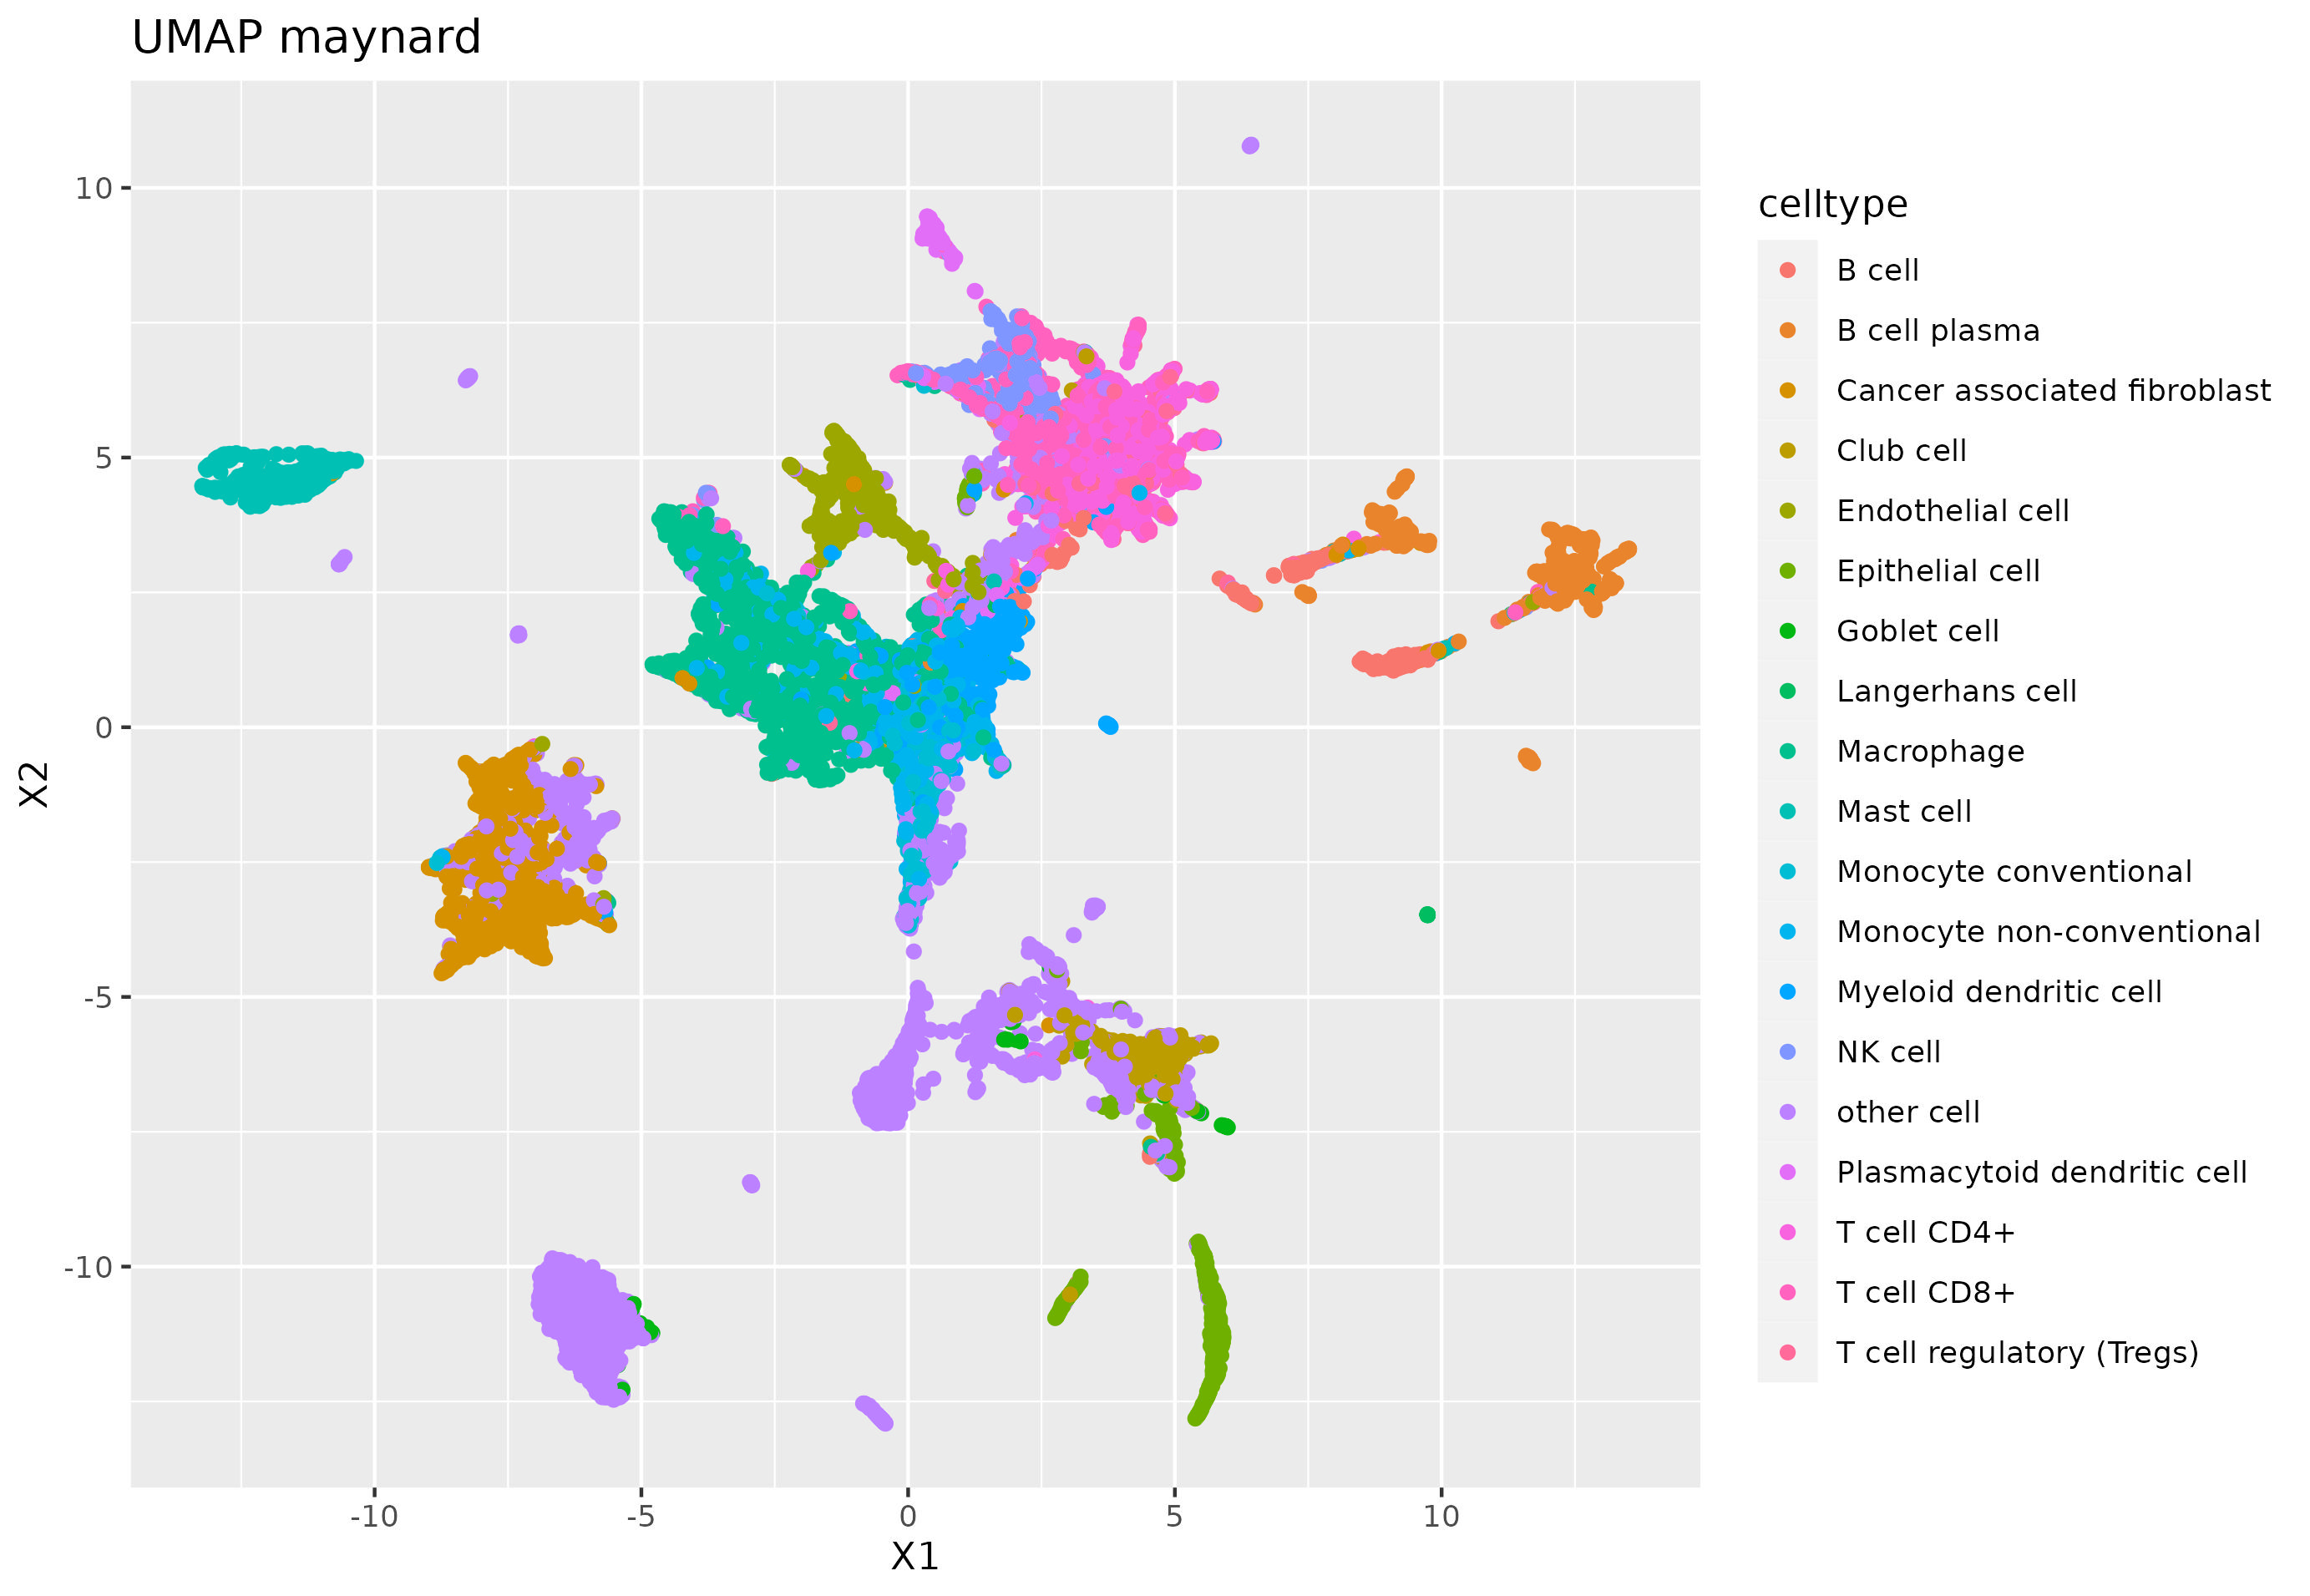 UMAP maynard
X2
10
5
0
-5
-10
-10
-5
0
5
10
X1
celltype
B cell
B cell plasma
Cancer associated fibroblast
Club cell
Endothelial cell
Epithelial cell
Goblet cell
Langerhans cell
Macrophage
Mast cell
Monocyte conventional
Monocyte non-conventional
Myeloid dendritic cell
NK cell
other cell
Plasmacytoid dendritic cell
T cell CD4+
T cell CD8+
T cell regulatory (Tregs)